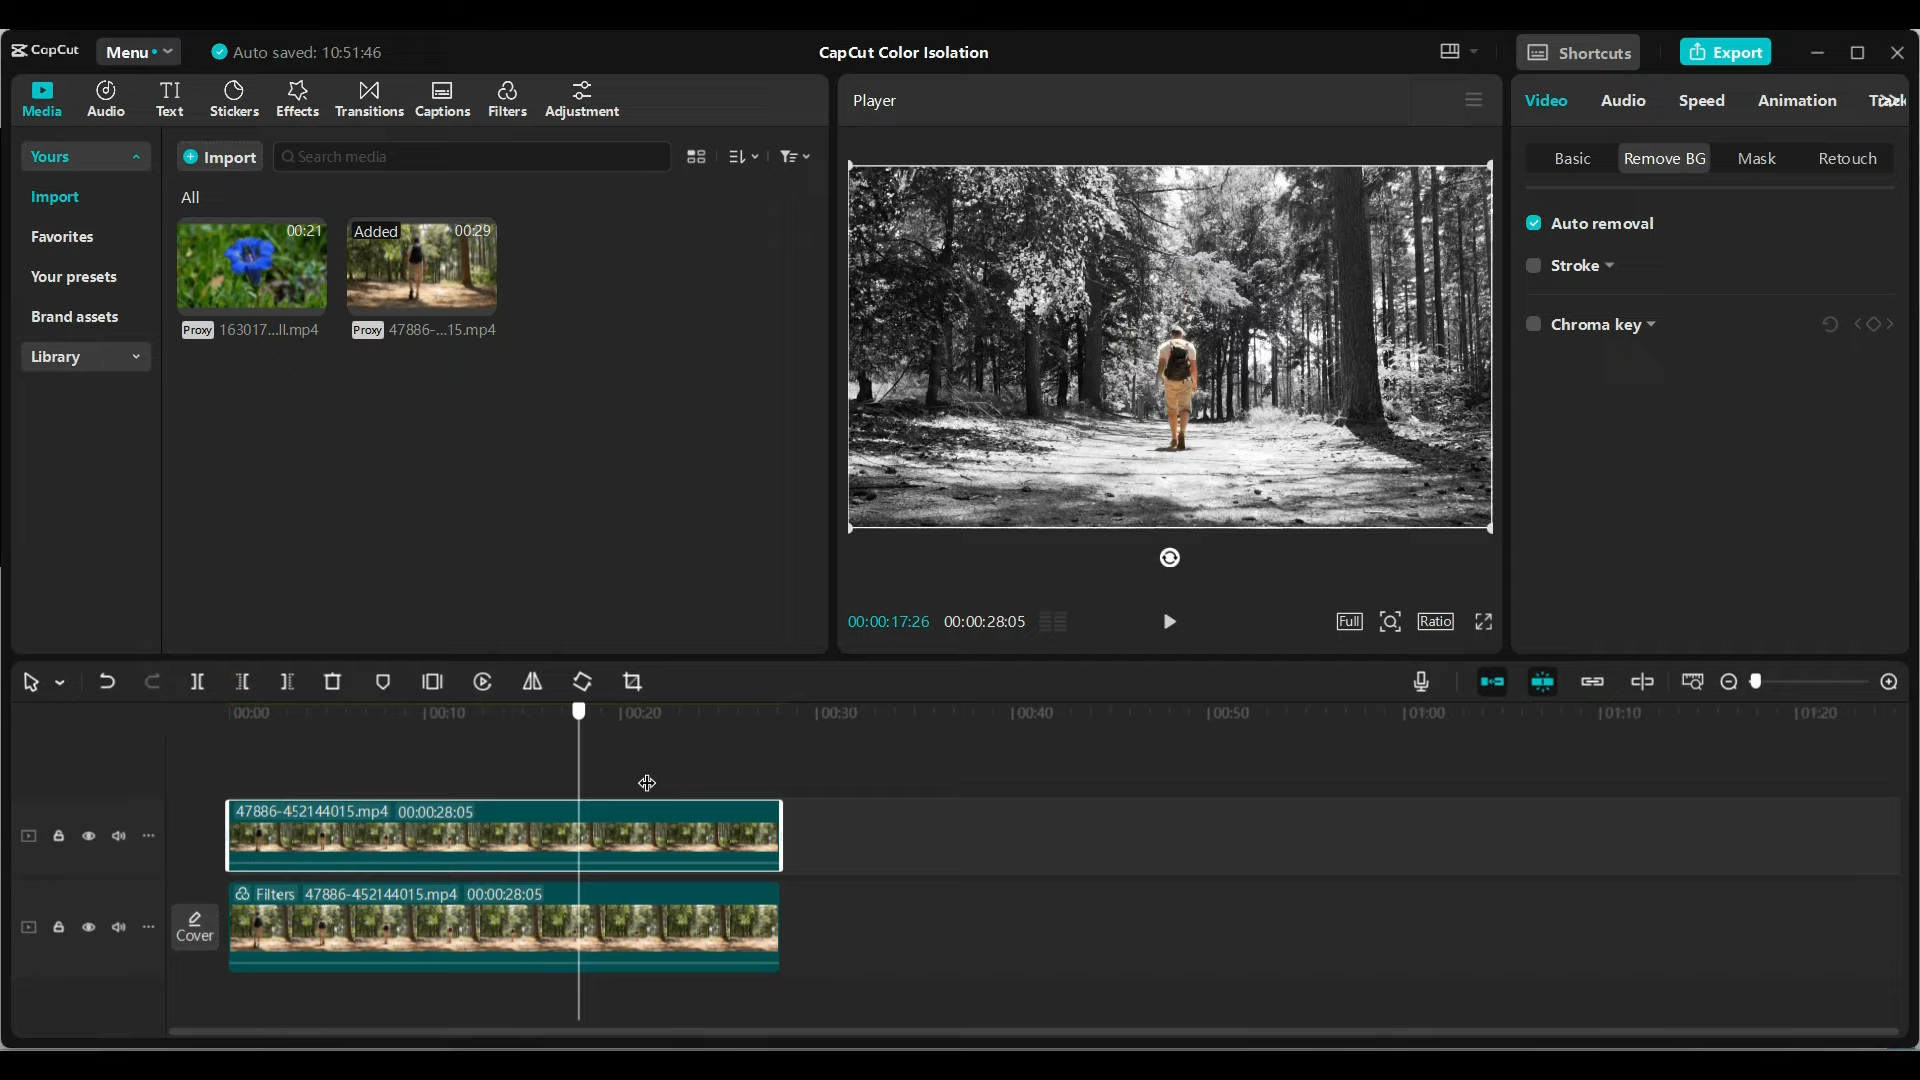 CapCut
Menu
Auto saved: 10:51:46
CapCut Color Isolation
Shortcuts
Export
Media
Audio
Text
Stickers
Effects
Transitions
Captions
Filters
Adjustment
Player
Video
Audio
Speed
Animation
Yours
Import
Search media
Basic
Remove BG
Mask
Retouch
Import
All
Favorites
Your presets
Brand assets
Library
00:21
Added
00:29
Proxy 163017...ll.mp4
Proxy 47886-...15.mp4
Auto removal
Stroke
Chroma key
00:00:17:26 00:00:28:05
Full
Ratio
00:00
00:10
00:20
00:30
00:40
00:50
01:00
01:10
01:20
47886-452144015.mp4 00:00:28:05
Filters 47886-452144015.mp4 00:00:28:05
Cover